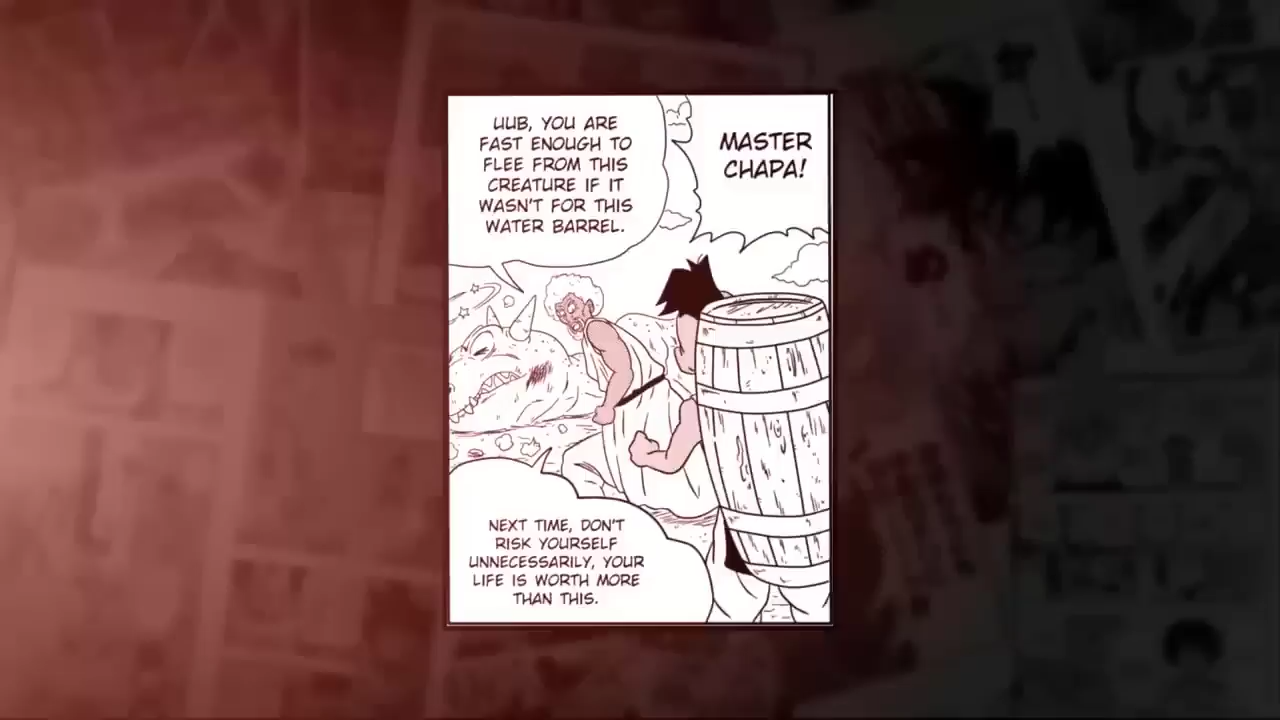 UUB, YOU ARE
FAST ENOUGH TO
FLEE FROM THIS
CREATURE IF IT
WASN'T FOR THIS
WATER BARREL.
MASTER
CHAPA!
NEXT TIME, DON'T
RISK YOURSELF
UNNECESSARILY, YOUR
LIFE IS WORTH MORE
THAN THIS.